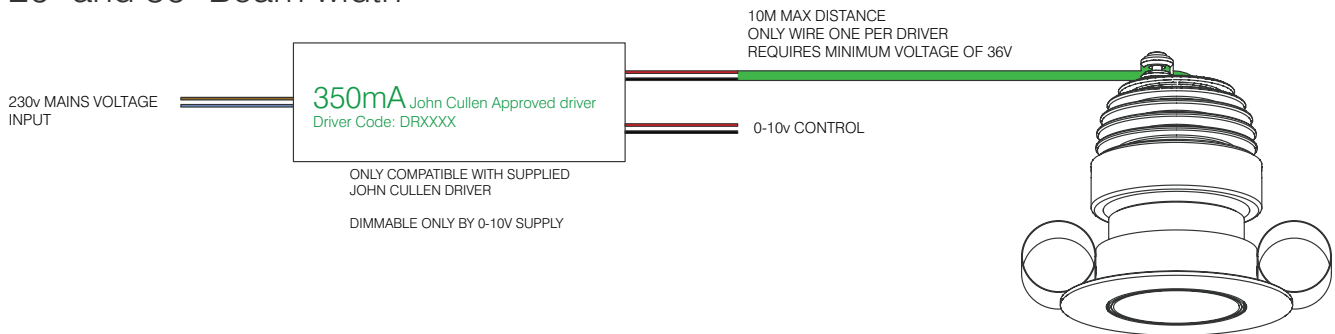 Beam width
10M MAX DISTANCE
ONLY WIRE ONE PER DRIVER
REQUIRES MINIMUM VOLTAGE OF 36V
230v MAINS VOLTAGE
INPUT
350mA John Cullen Approved driver
Driver Code: DRXXXX
0-10v CONTROL
ONLY COMPATIBLE WITH SUPPLIED
JOHN CULLEN DRIVER
DIMMABLE ONLY BY 0-10V SUPPLY